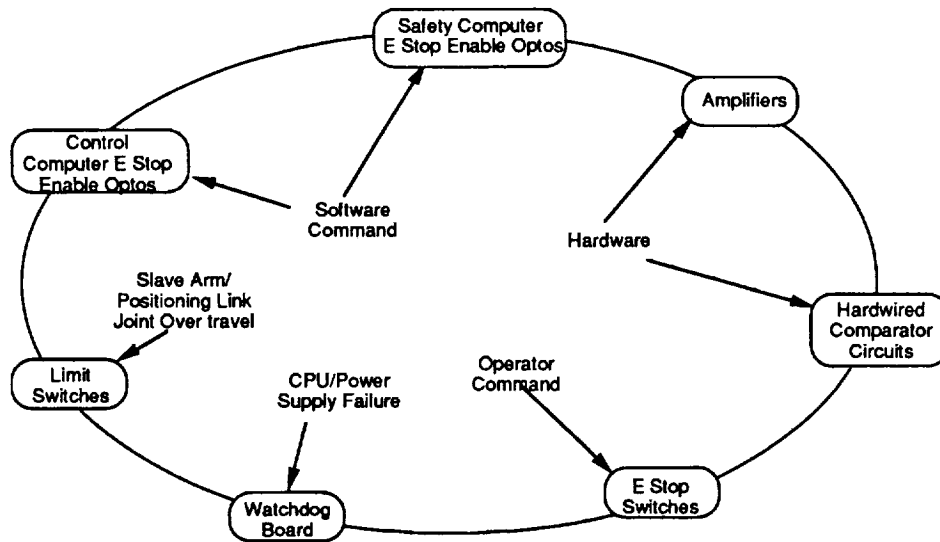 Safety Computer
E Stop Enable Optos
Amplifiers
Control
Computer E Stop
Enable Optos
Software
Command
Hardware
Slave Arm/
Positioning Link
Joint Over travel
Hardwired
Comparator
Circuits
Limit
Switches
CPU/Power
Supply Failure
Operator
Command
E Stop
Switches
Watchdog
Board